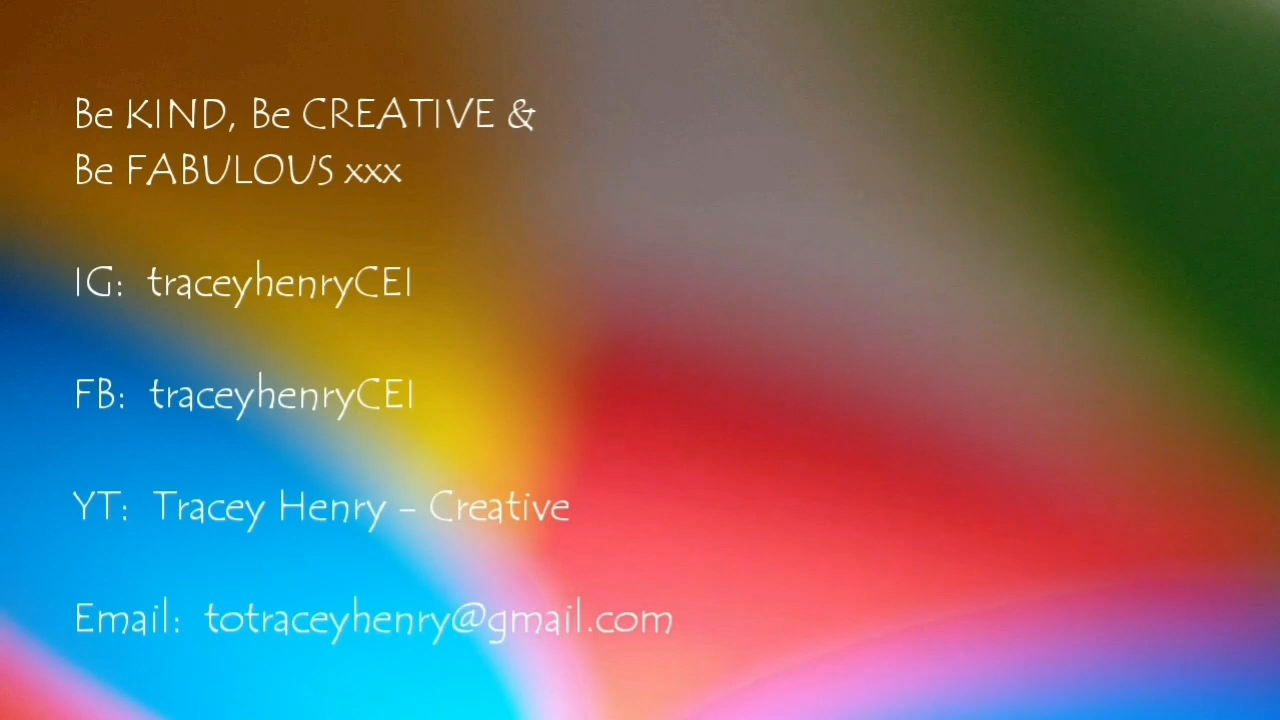 Be KIND, Be CREATIVE &
Be FABULOUS xxx
IG: traceyhenryCEI
FB: traceyhenryCEI
YT: Tracey Henry - Creative
Email: totraceyhenry@gmail.com